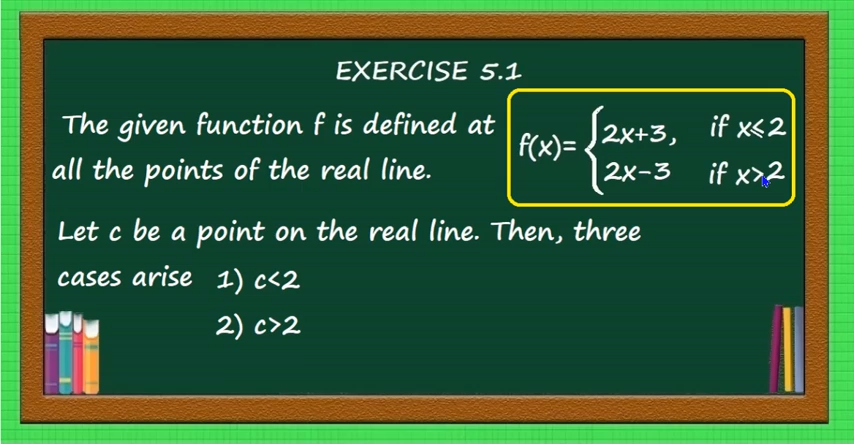 EXERCISE 5.1
The given function f is defined at
all the points of the real line.
f(x)= { 2x+3, if x⩽2
2x-3 if x>2
Let c be a point on the real line. Then, three
cases arise 1) c<2
2) c>2